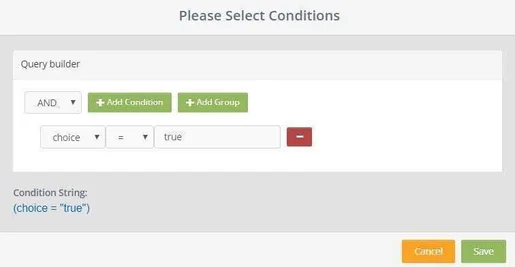 Please Select Conditions
Query builder
AND + Add Condition + Add Group
choice = true −
Condition String:
(choice = "true")
Cancel Save